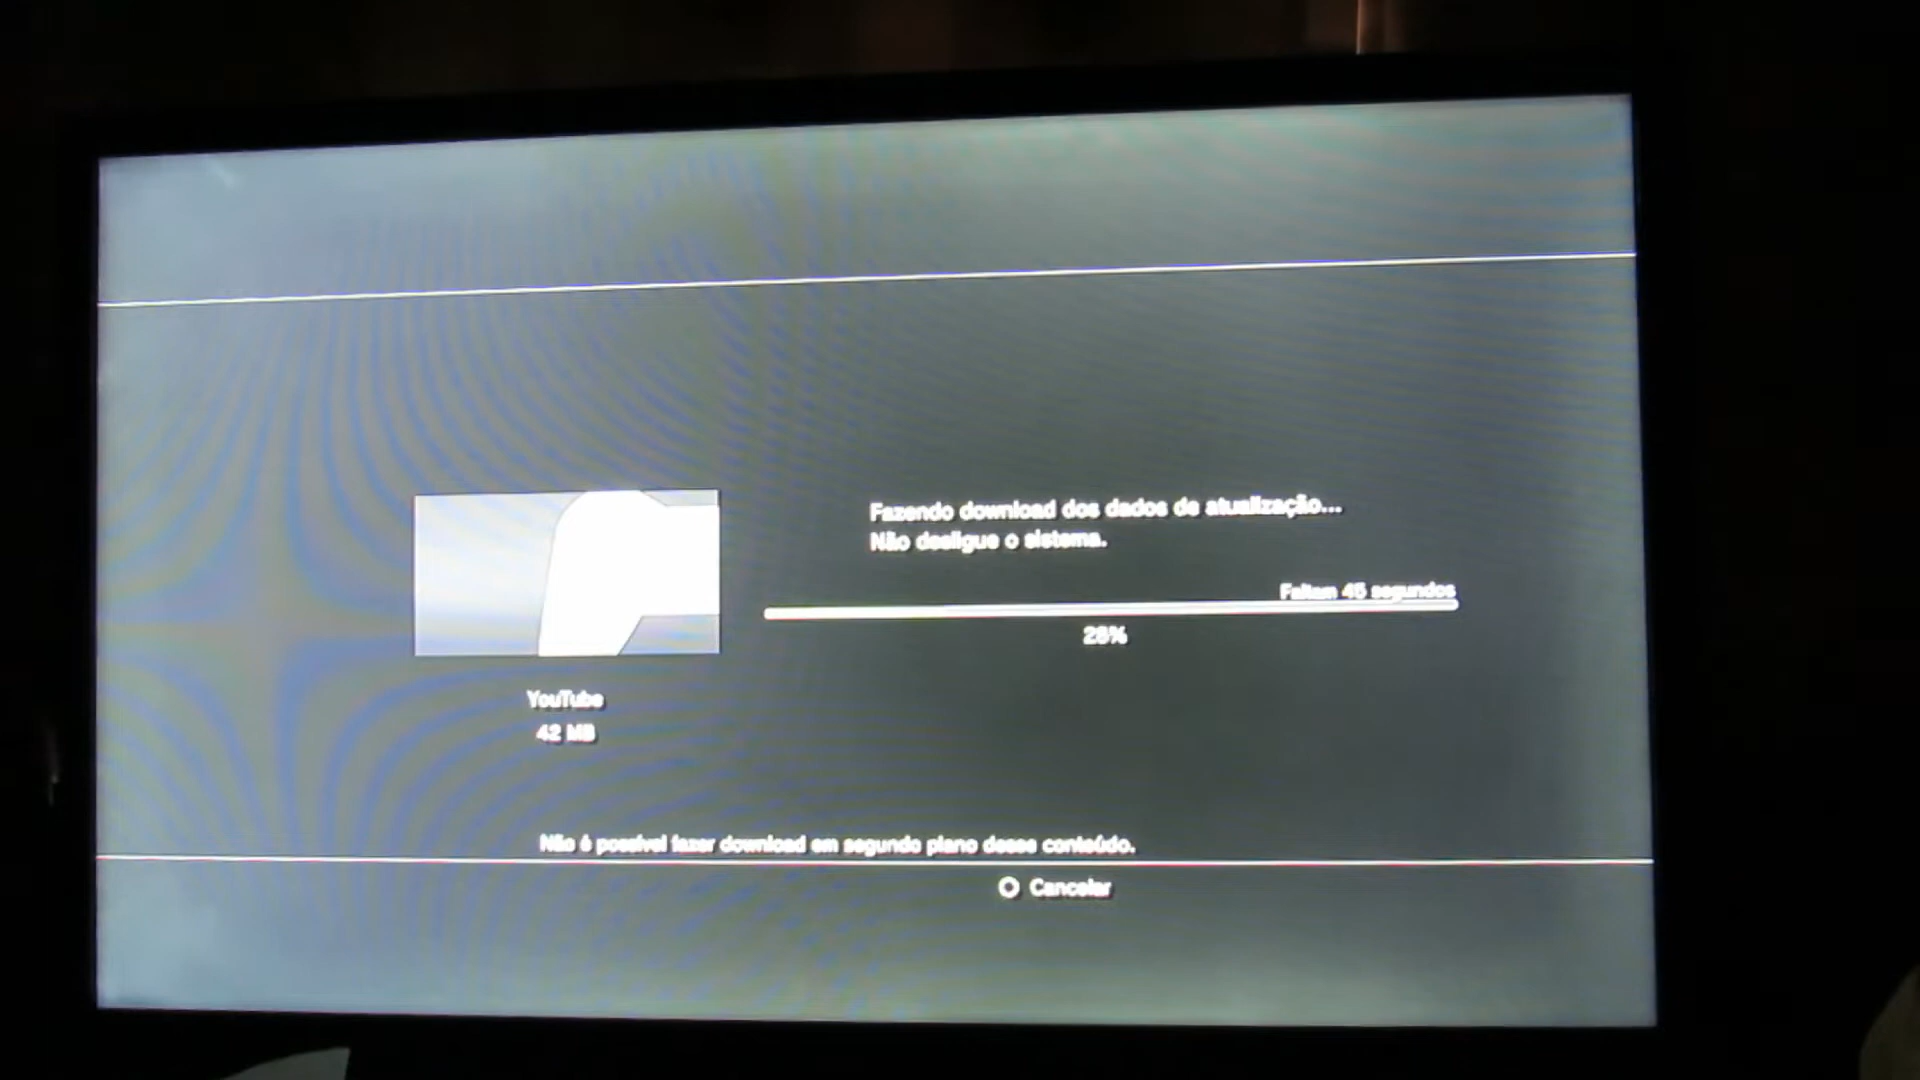 Fazendo download dos dados de atualização...
Não desligue o sistema.
Faltam 45 segundos
28%
YouTube
42 MB
Não é possível fazer download em segundo plano desse conteúdo.
Cancelar